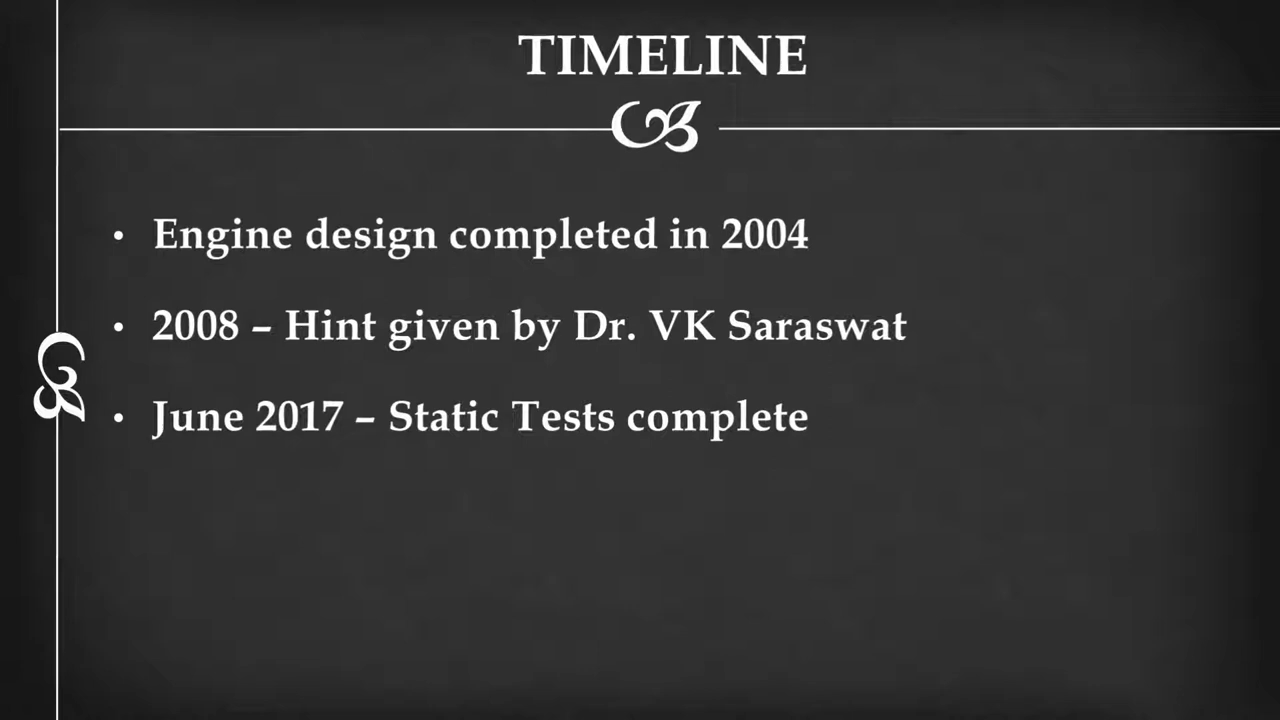 TIMELINE
• Engine design completed in 2004
• 2008 – Hint given by Dr. VK Saraswat
• June 2017 – Static Tests complete